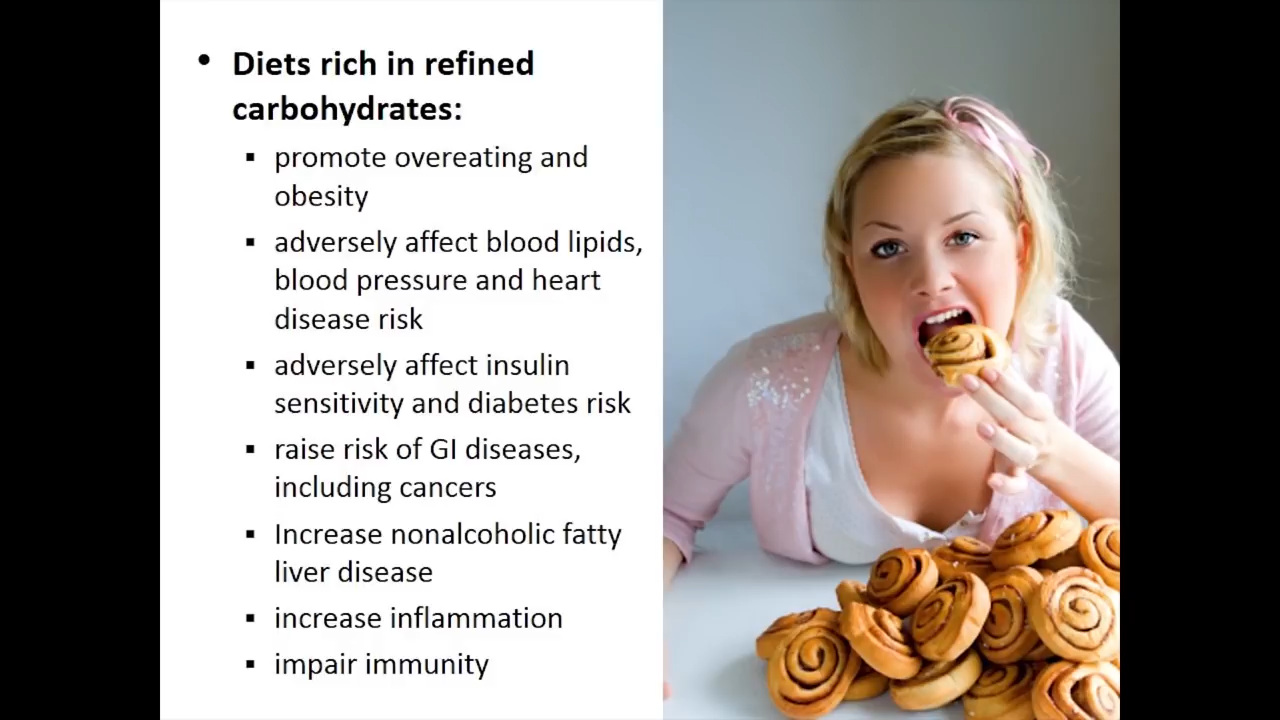 • Diets rich in refined
carbohydrates:
▪ promote overeating and
obesity
▪ adversely affect blood lipids,
blood pressure and heart
disease risk
▪ adversely affect insulin
sensitivity and diabetes risk
▪ raise risk of GI diseases,
including cancers
▪ Increase nonalcoholic fatty
liver disease
▪ increase inflammation
▪ impair immunity